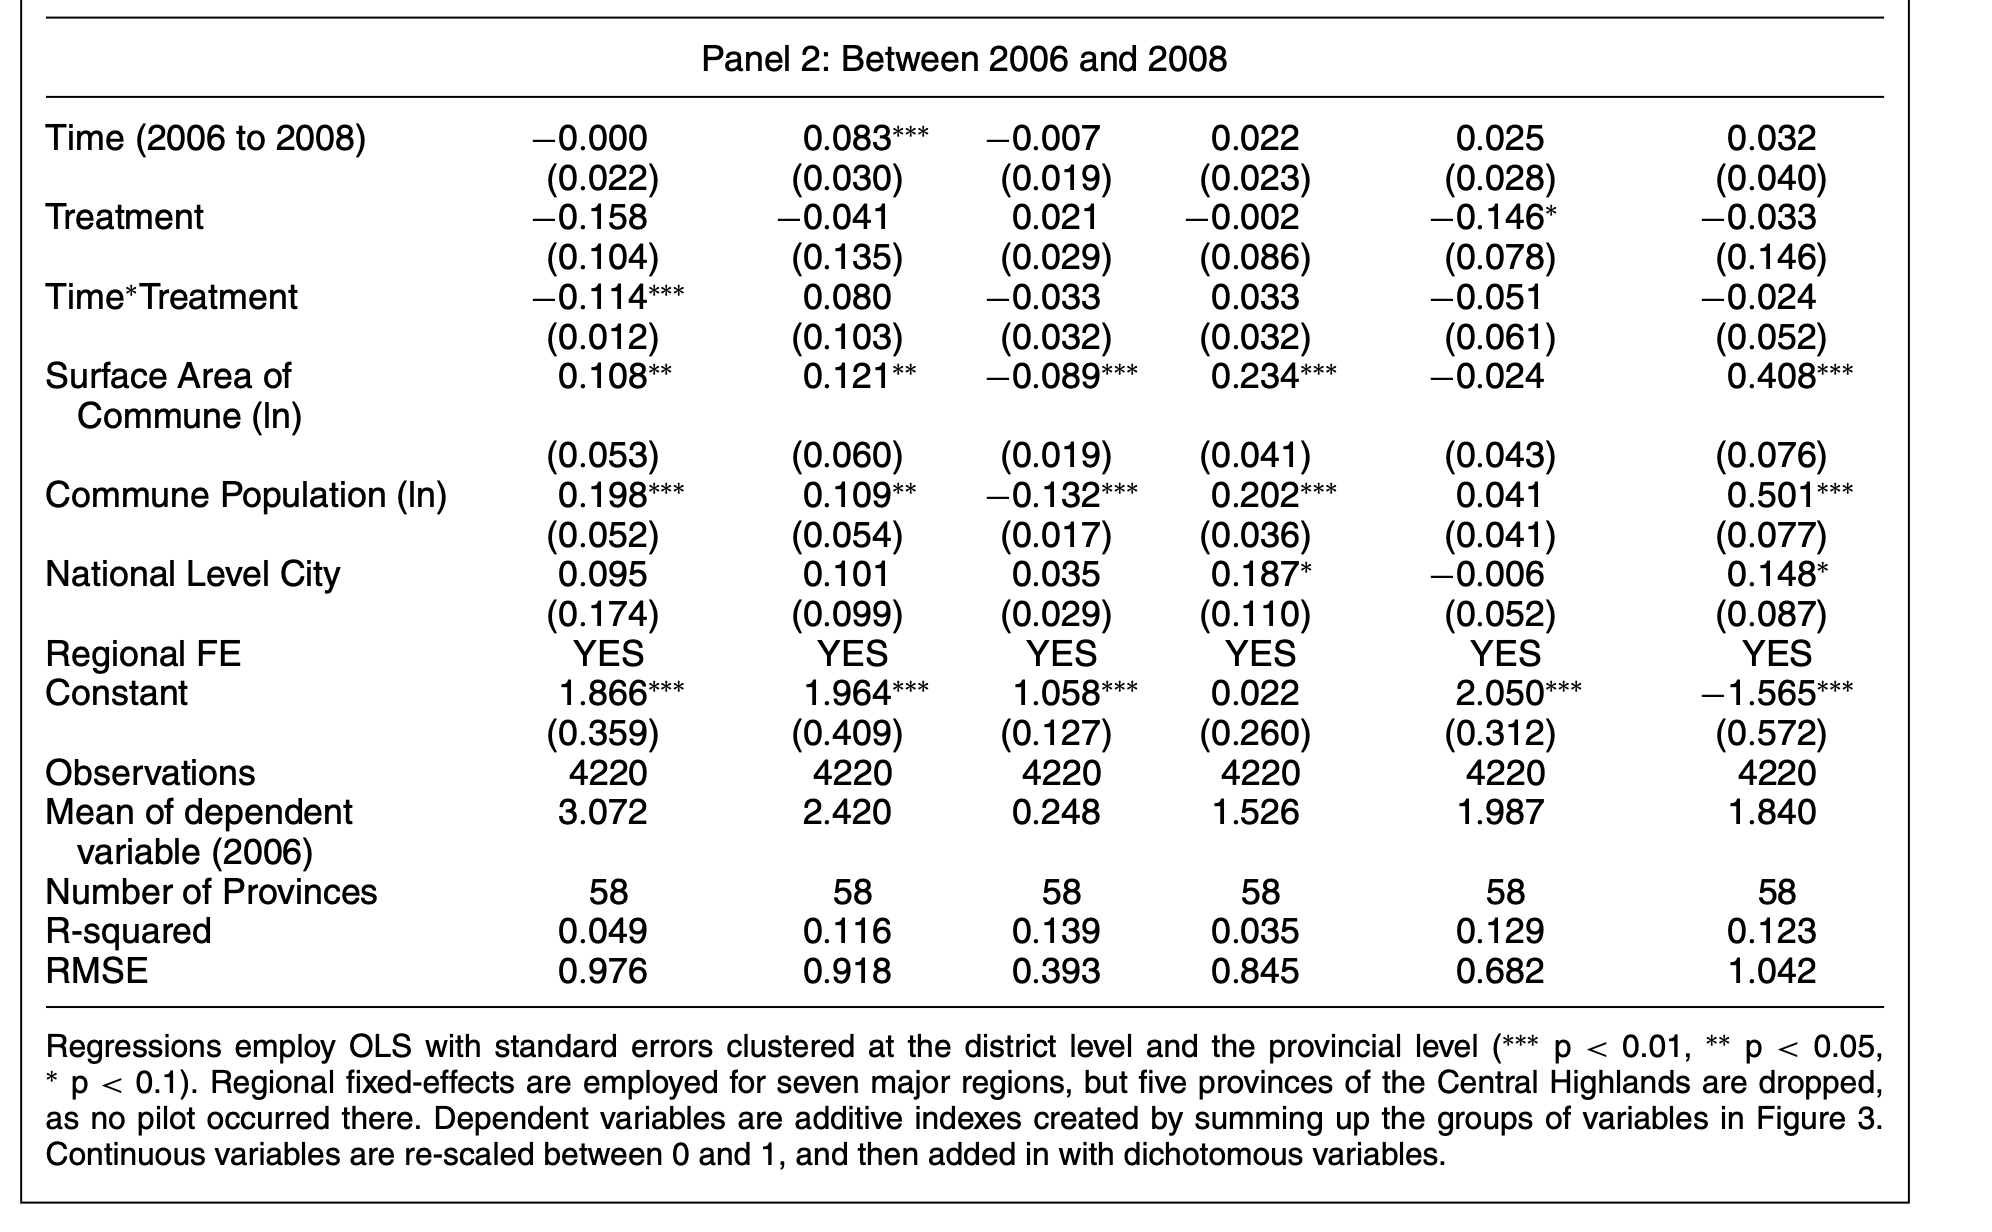 Panel 2: Between 2006 and 2008
Time (2006 to 2008) −0.000 0.083*** −0.007 0.022 0.025 0.032
(0.022) (0.030) (0.019) (0.023) (0.028) (0.040)
Treatment −0.158 −0.041 0.021 −0.002 −0.146* −0.033
(0.104) (0.135) (0.029) (0.086) (0.078) (0.146)
Time*Treatment −0.114*** 0.080 −0.033 0.033 −0.051 −0.024
(0.012) (0.103) (0.032) (0.032) (0.061) (0.052)
Surface Area of 0.108** 0.121** −0.089*** 0.234*** −0.024 0.408***
Commune (ln)
(0.053) (0.060) (0.019) (0.041) (0.043) (0.076)
Commune Population (ln) 0.198*** 0.109** −0.132*** 0.202*** 0.041 0.501***
(0.052) (0.054) (0.017) (0.036) (0.041) (0.077)
National Level City 0.095 0.101 0.035 0.187* −0.006 0.148*
(0.174) (0.099) (0.029) (0.110) (0.052) (0.087)
Regional FE YES YES YES YES YES YES
Constant 1.866*** 1.964*** 1.058*** 0.022 2.050*** −1.565***
(0.359) (0.409) (0.127) (0.260) (0.312) (0.572)
Observations 4220 4220 4220 4220 4220 4220
Mean of dependent 3.072 2.420 0.248 1.526 1.987 1.840
variable (2006)
Number of Provinces 58 58 58 58 58 58
R-squared 0.049 0.116 0.139 0.035 0.129 0.123
RMSE 0.976 0.918 0.393 0.845 0.682 1.042
Regressions employ OLS with standard errors clustered at the district level and the provincial level (*** p < 0.01, ** p < 0.05,
* p < 0.1). Regional fixed-effects are employed for seven major regions, but five provinces of the Central Highlands are dropped,
as no pilot occurred there. Dependent variables are additive indexes created by summing up the groups of variables in Figure 3.
Continuous variables are re-scaled between 0 and 1, and then added in with dichotomous variables.